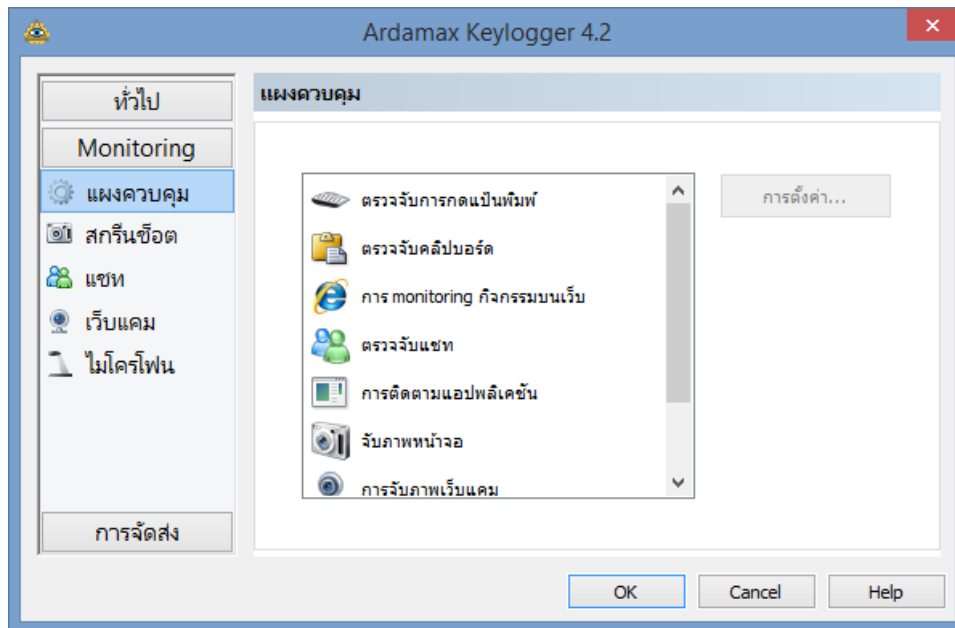 Ardamax Keylogger 4.2
ทั่วไป
Monitoring
แผงควบคุม
สกรีนช็อต
แชท
เว็บแคม
ไมโครโฟน
การจัดส่ง
แผงควบคุม
ตรวจจับการกดแป้นพิมพ์
ตรวจจับคลิปบอร์ด
การ monitoring กิจกรรมบนเว็บ
ตรวจจับแชท
การติดตามแอปพลิเคชัน
จับภาพหน้าจอ
การจับภาพเว็บแคม
การตั้งค่า...
OK
Cancel
Help